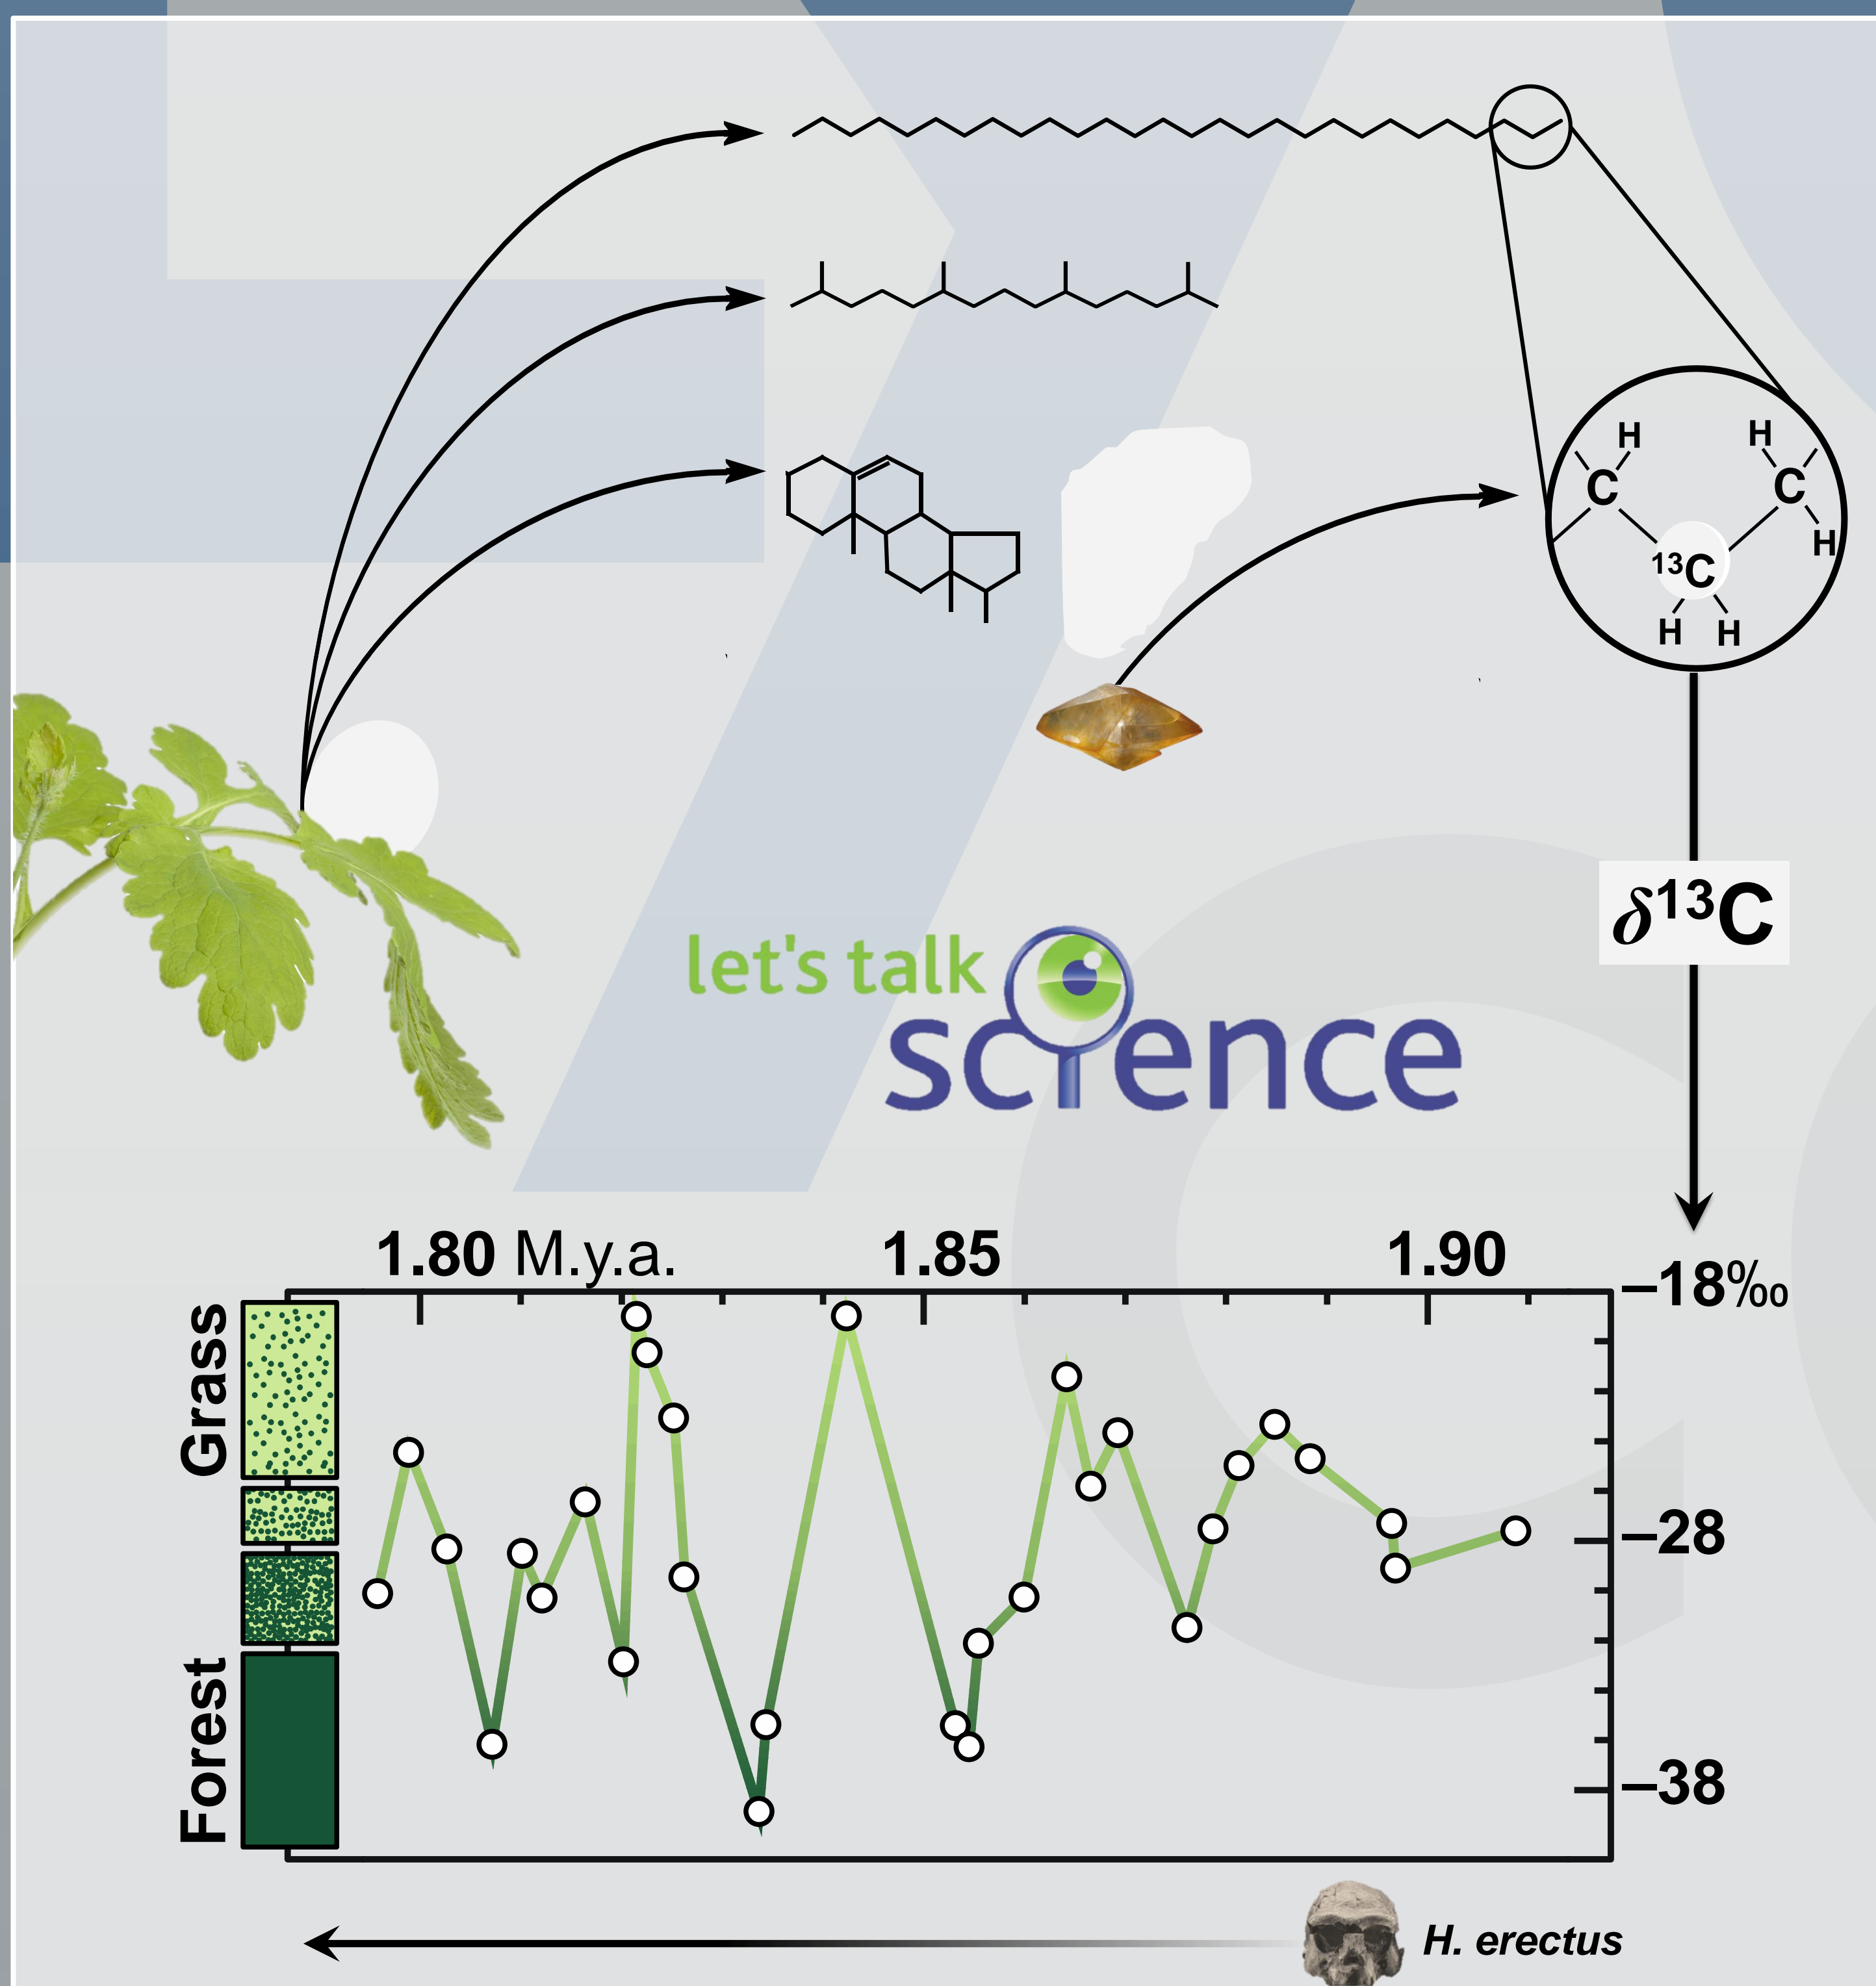 H H
C C
¹³C H
H H
let's talk
science
δ¹³C
1.80 M.y.a. 1.85 1.90
–18‰
Grass
–28
Forest
–38
H. erectus